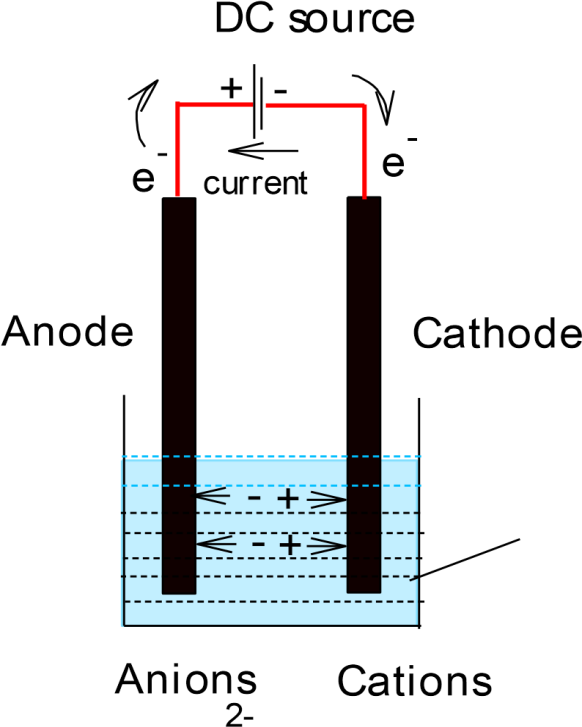 DC source
+ -
e-
current
e-
Anode
Cathode
- +
- +
Anions
Cations
2-